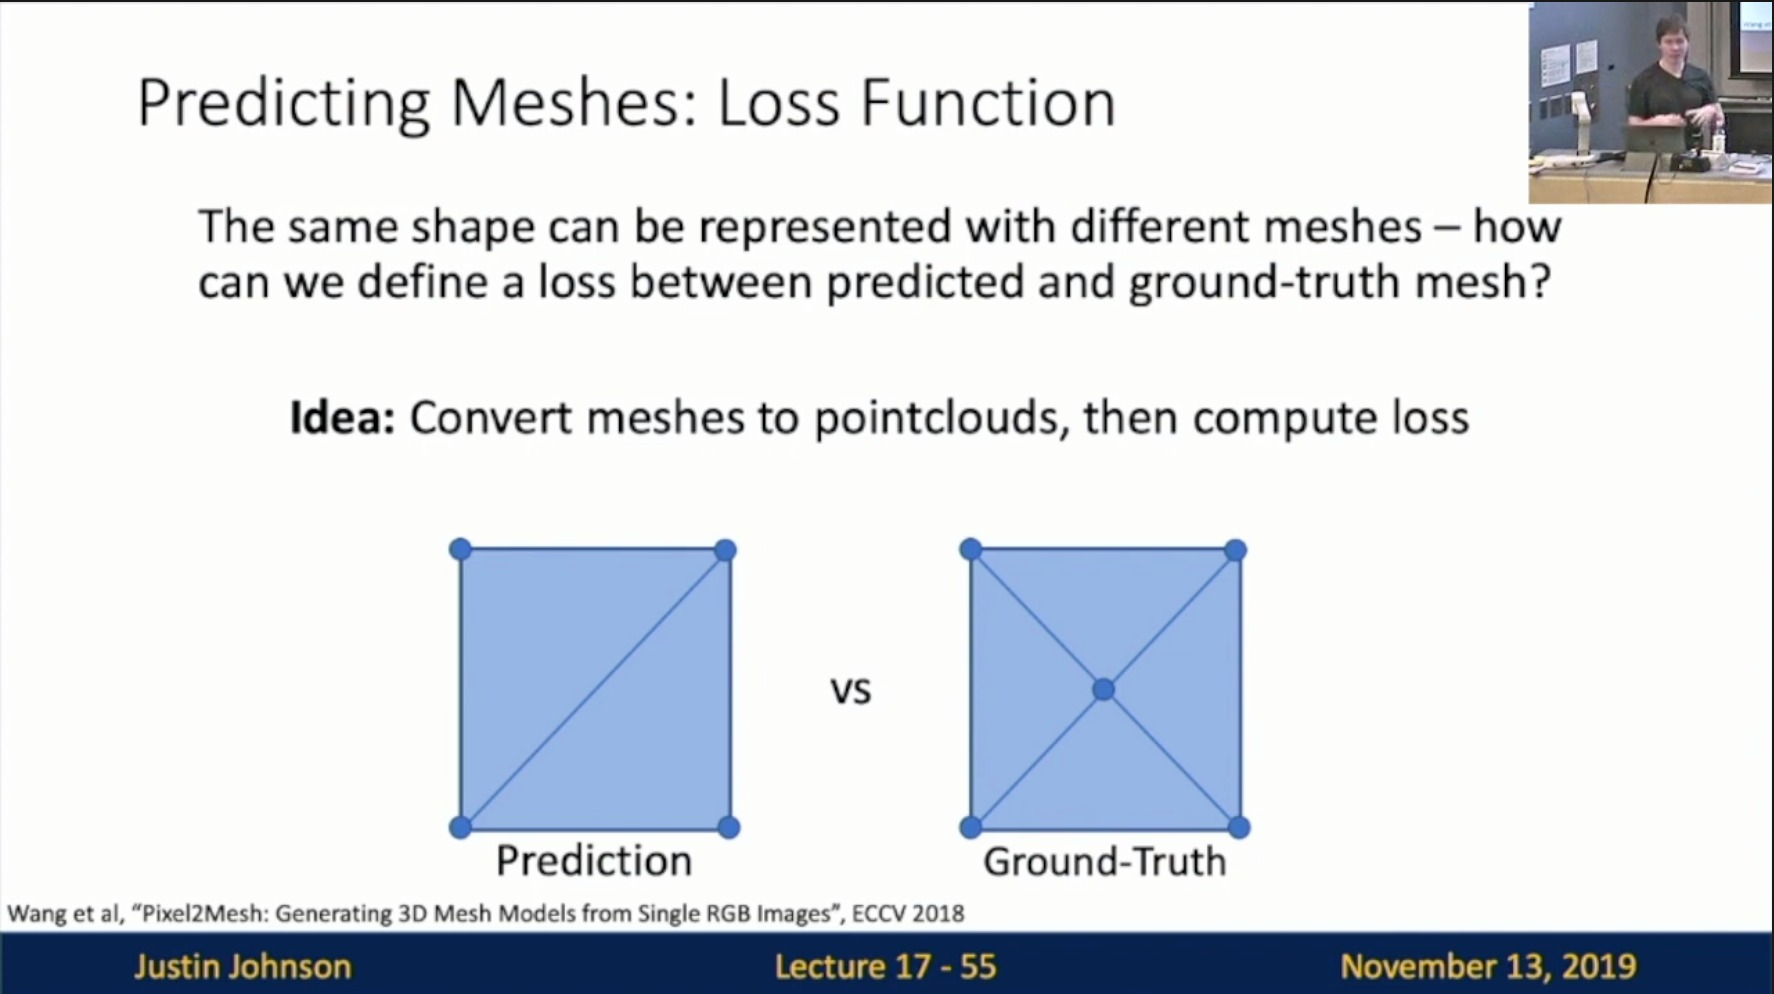 Predicting Meshes: Loss Function
The same shape can be represented with different meshes – how
can we define a loss between predicted and ground-truth mesh?
Idea: Convert meshes to pointclouds, then compute loss
vs
Prediction
Ground-Truth
Wang et al, “Pixel2Mesh: Generating 3D Mesh Models from Single RGB Images”, ECCV 2018
Justin Johnson
Lecture 17 - 55
November 13, 2019